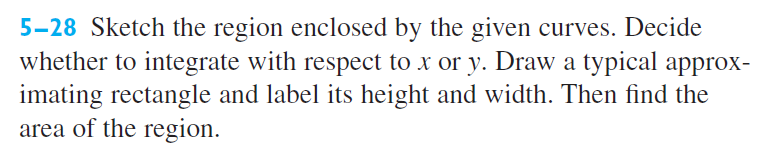 5–28 Sketch the region enclosed by the given curves. Decide
whether to integrate with respect to x or y. Draw a typical approx-
imating rectangle and label its height and width. Then find the
area of the region.